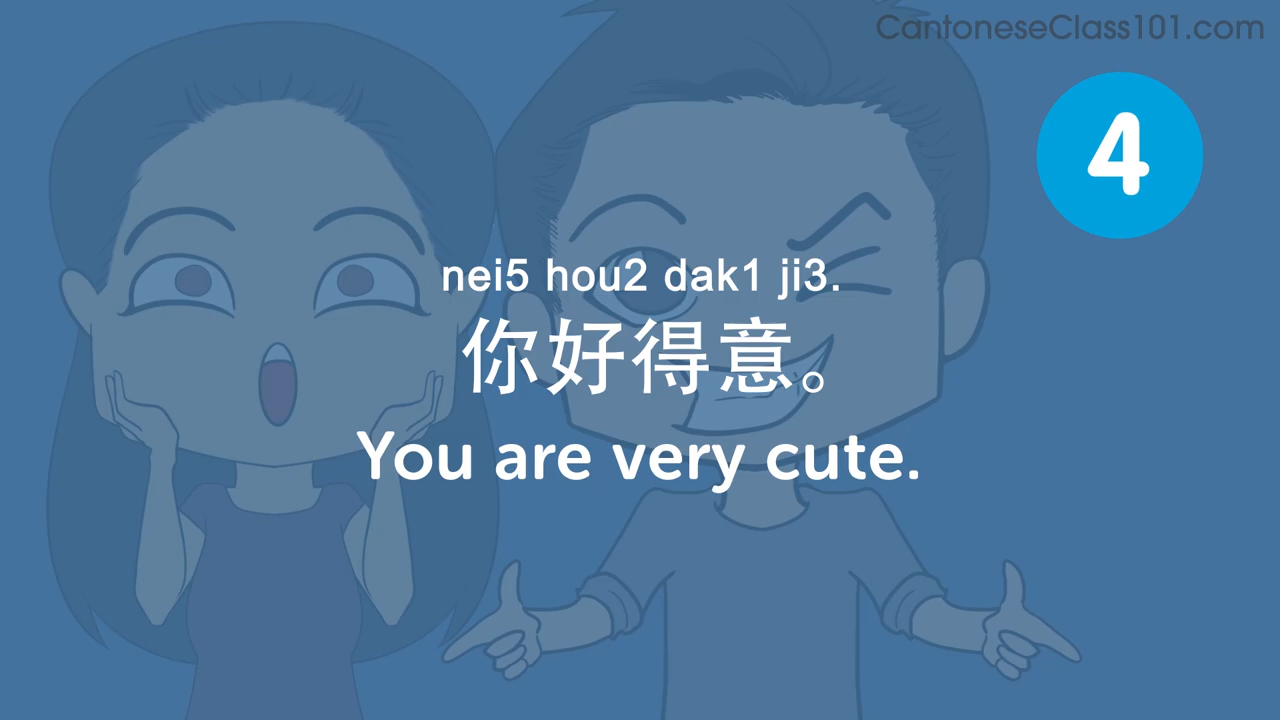 CantoneseClass101.com
4
nei5 hou2 dak1 ji3.
你好得意。
You are very cute.